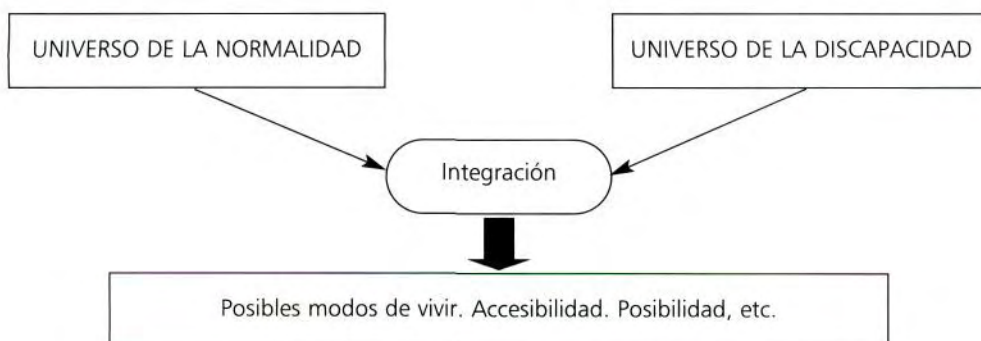 UNIVERSO DE LA NORMALIDAD
UNIVERSO DE LA DISCAPACIDAD
Integración
Posibles modos de vivir. Accesibilidad. Posibilidad, etc.